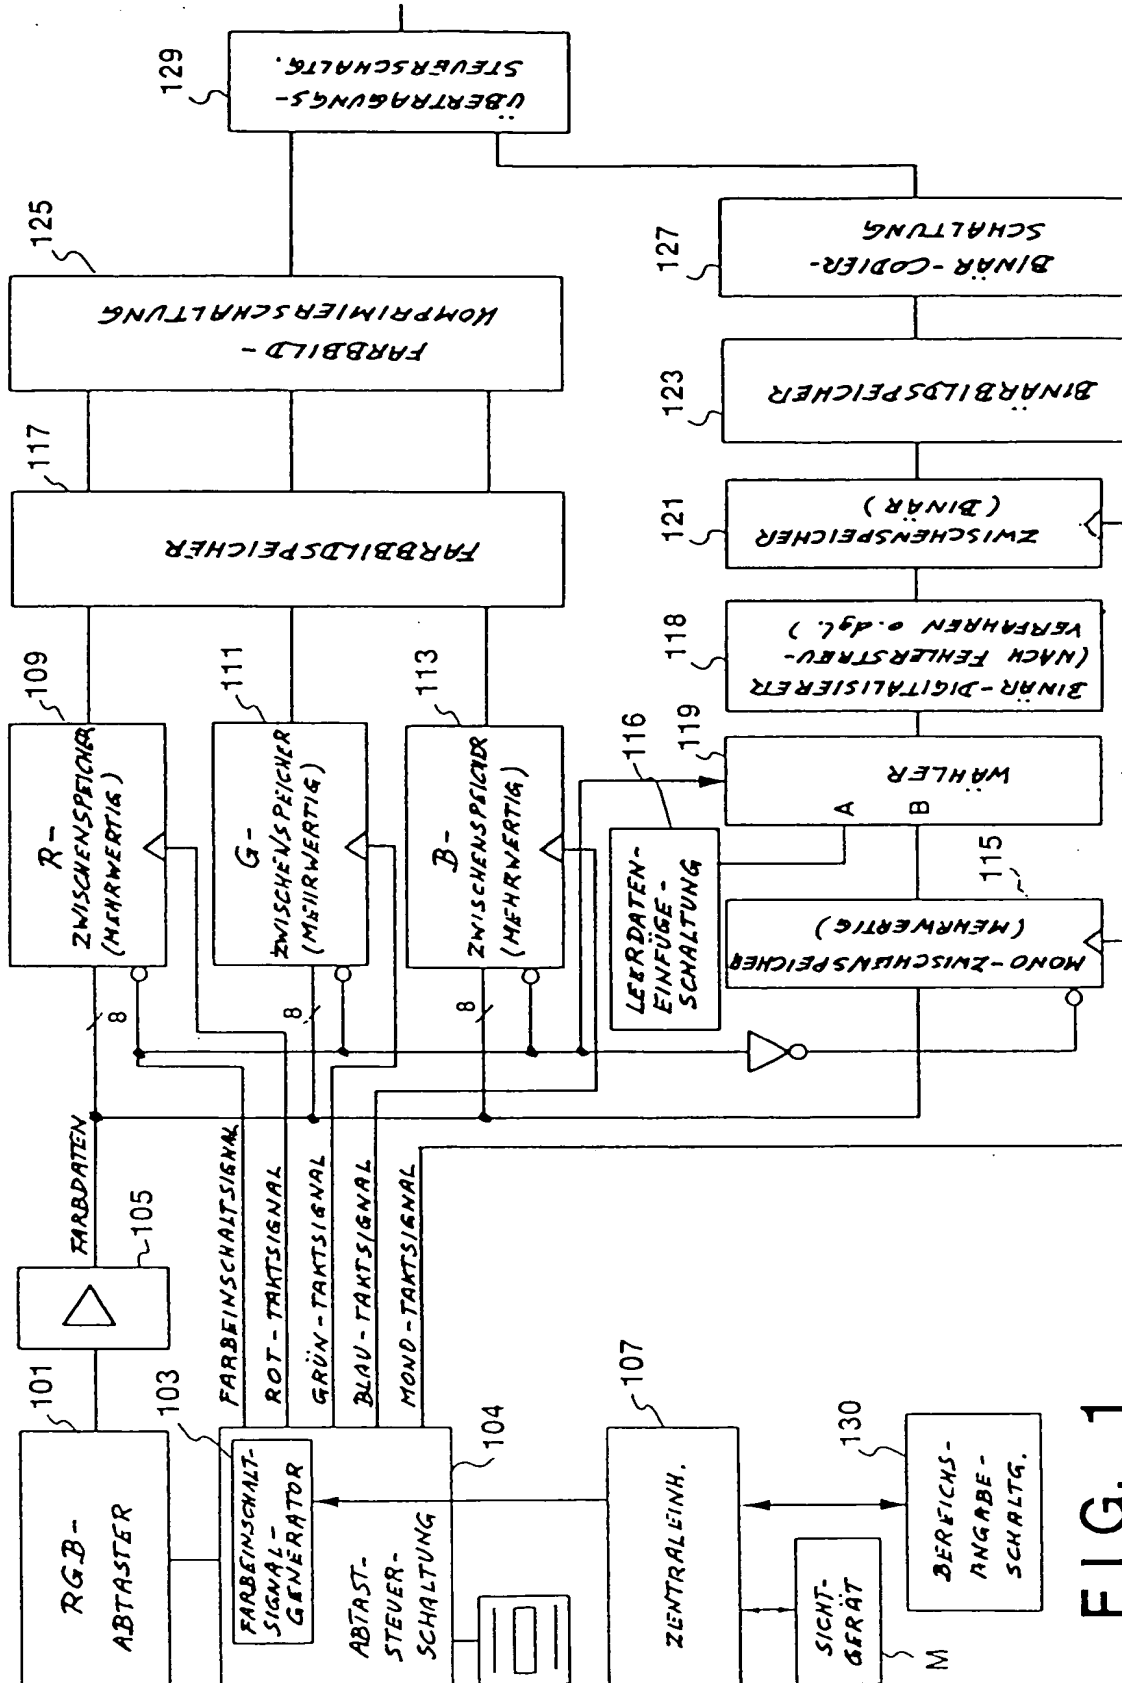 RGB-
ABTASTER
101
105
FARBDATEN
FARBEINSCHALT-
SIGNAL-
GENERATOR
103
ABTAST-
STEUER-
SCHALTUNG
104
FARBEINSCHALTSIGNAL
ROT-TAKTSIGNAL
GRÜN-TAKTSIGNAL
BLAU-TAKTSIGNAL
MONO-TAKTSIGNAL
ZENTRALEINH.
107
SICHT-
GERÄT
M
BEREICHS-
ANGABE-
SCHALTG.
130
8
8
8
R-
ZWISCHENSPEICHER
(MEHRWERTIG)
109
G-
ZWISCHENSPEICHER
(MEHRWERTIG)
111
B-
ZWISCHENSPEICHER
(MEHRWERTIG)
113
LEERDATEN-
EINFÜGE-
SCHALTUNG
116
MONO-ZWISCHENSPEICHER
(MEHRWERTIG)
115
A
B
WÄHLER
119
BINÄR-DIGITALISIERER
(NACH FEHLERSTREU-
VERFAHREN o.dgl.)
118
ZWISCHENSPEICHER
(BINÄR)
121
BINÄRBILDSPEICHER
123
BINÄR-CODIER-
SCHALTUNG
127
FARBBILDSPEICHER
117
FARBBILD-
KOMPRIMIERSCHALTUNG
125
ÜBERTRAGUNGS-
STEUERSCHALTG.
129
FIG. 1